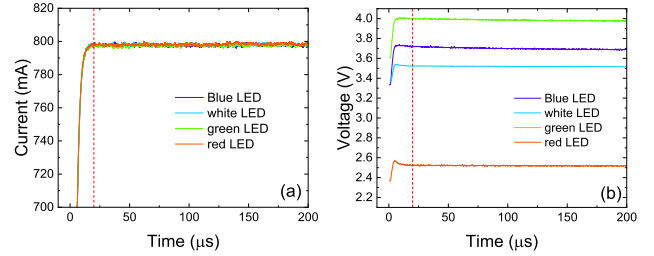 820
800
780
760
740
720
700
Current (mA)
Blue LED
white LED
green LED
red LED
(a)
0
50
100
150
200
Time (µs)
4.0
3.8
3.6
3.4
3.2
3.0
2.8
2.6
2.4
2.2
Voltage (V)
Blue LED
white LED
green LED
red LED
(b)
0
50
100
150
200
Time (µs)